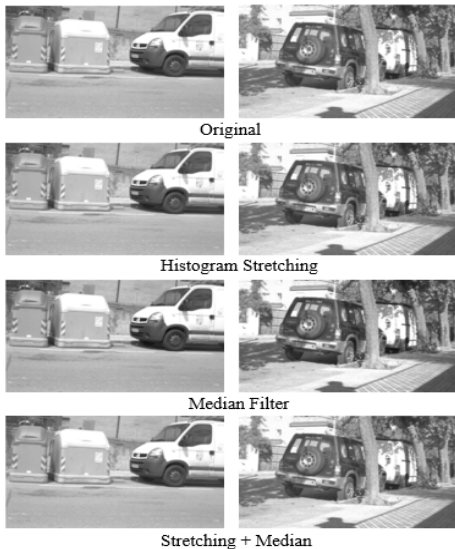 Original
Histogram Stretching
Median Filter
Stretching + Median